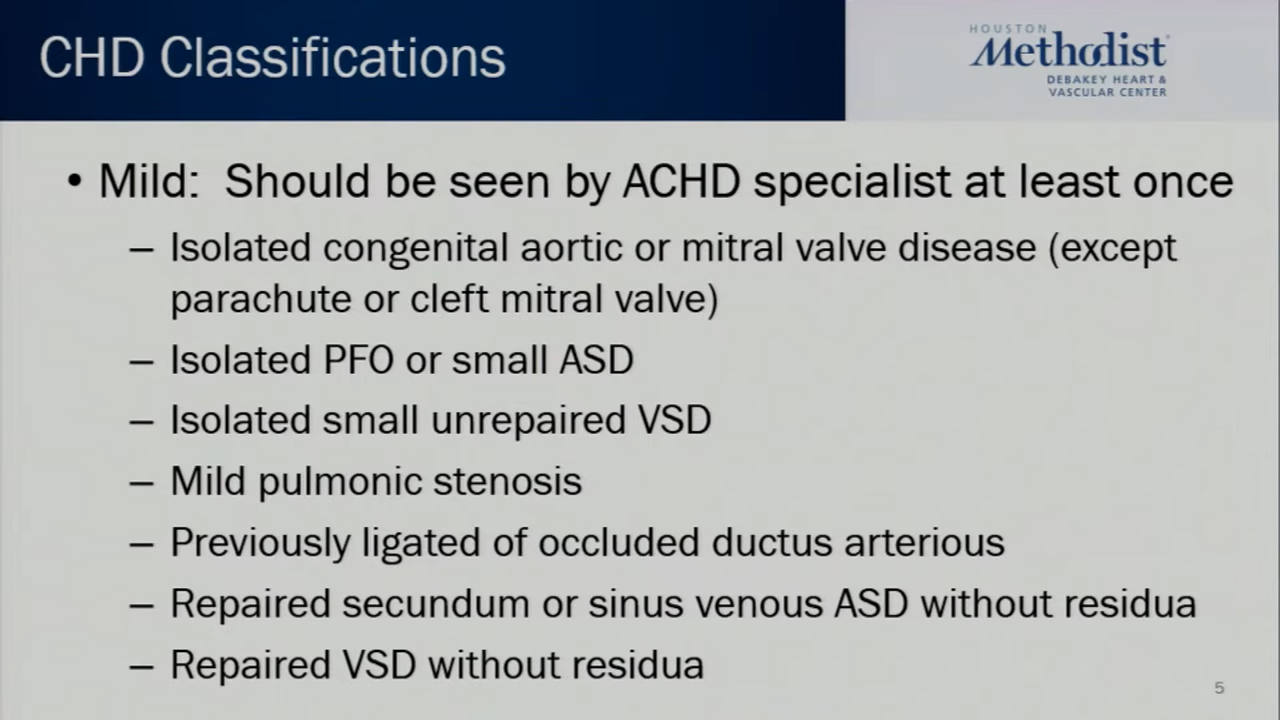 CHD Classifications
HOUSTON
Methodist
DEBAKEY HEART &
VASCULAR CENTER
• Mild: Should be seen by ACHD specialist at least once
– Isolated congenital aortic or mitral valve disease (except
parachute or cleft mitral valve)
– Isolated PFO or small ASD
– Isolated small unrepaired VSD
– Mild pulmonic stenosis
– Previously ligated of occluded ductus arterious
– Repaired secundum or sinus venous ASD without residua
– Repaired VSD without residua
5